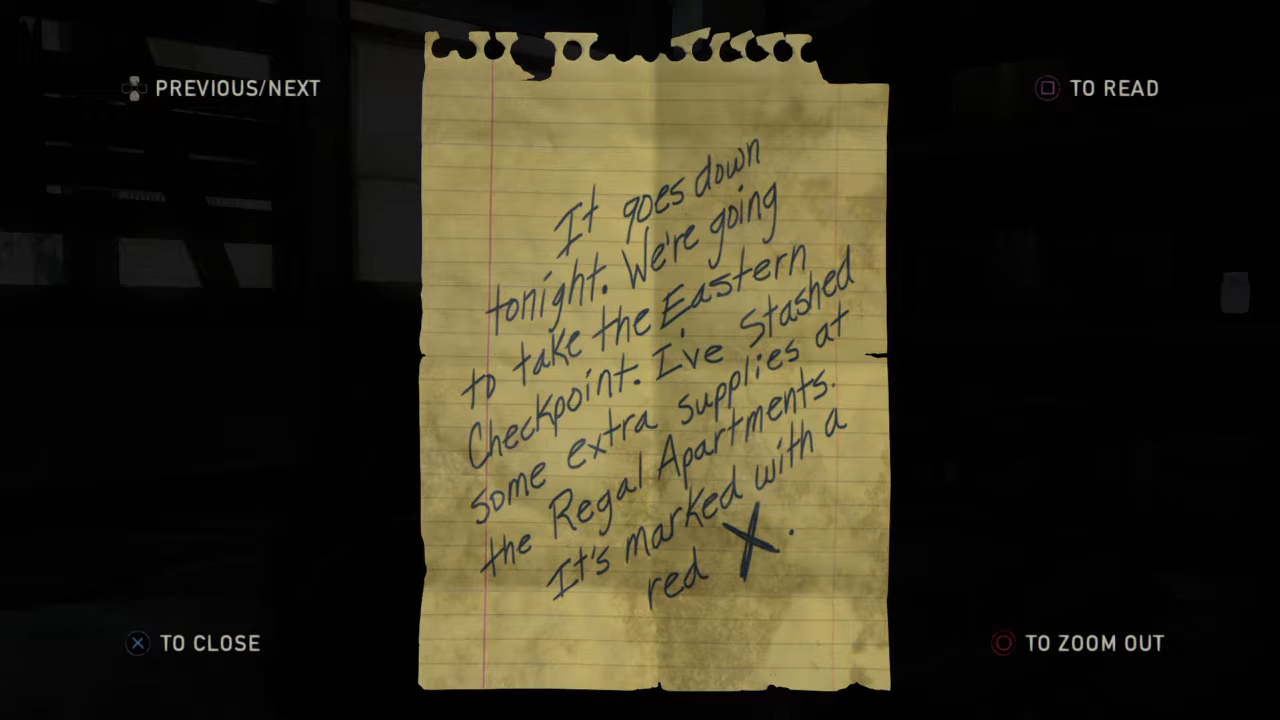 PREVIOUS/NEXT
TO READ
It goes down
tonight. We're going
to take the Eastern
Checkpoint. I've Stashed
some extra supplies at
the Regal Apartments.
It's marked with a
red X.
TO CLOSE
TO ZOOM OUT